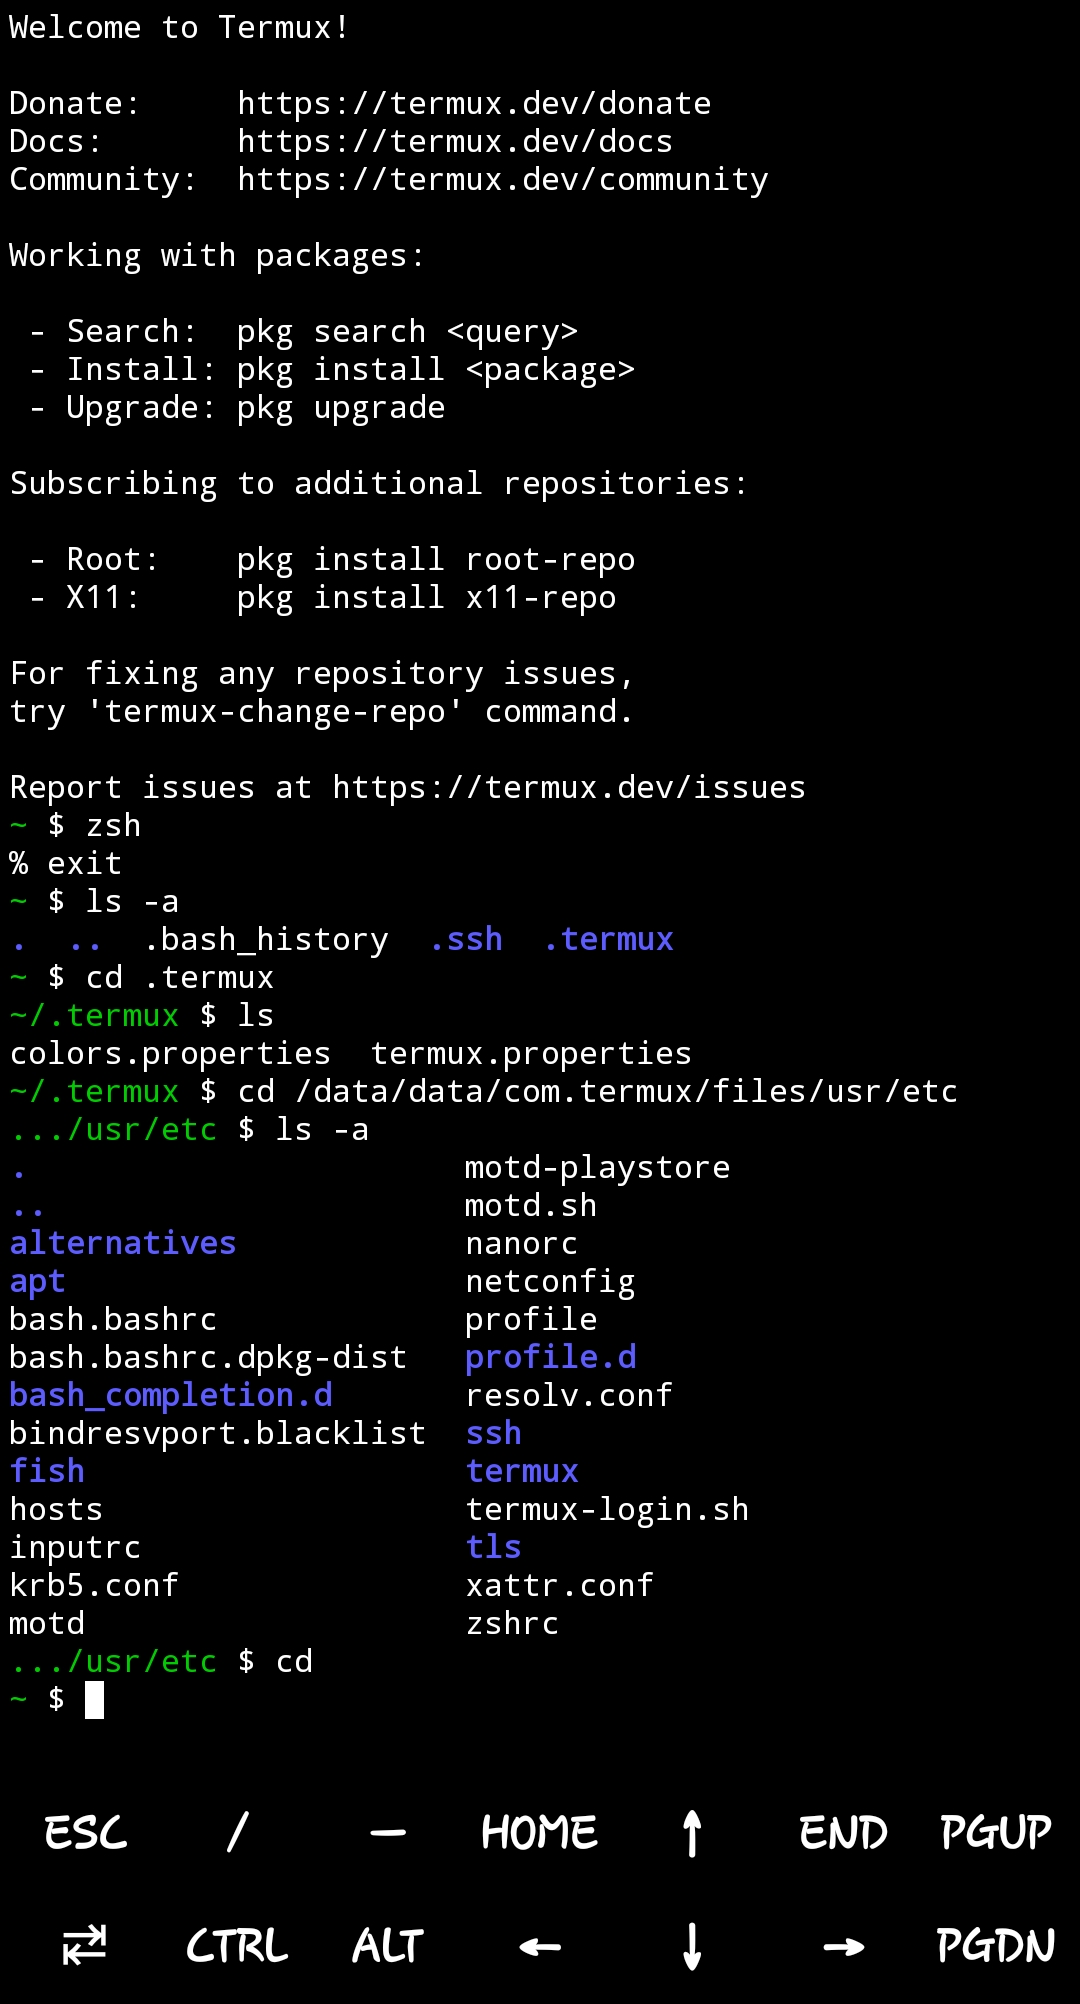 Welcome to Termux!
Donate:     https://termux.dev/donate
Docs:       https://termux.dev/docs
Community:  https://termux.dev/community
Working with packages:
 - Search:  pkg search <query>
 - Install: pkg install <package>
 - Upgrade: pkg upgrade
Subscribing to additional repositories:
 - Root:    pkg install root-repo
 - X11:     pkg install x11-repo
For fixing any repository issues,
try 'termux-change-repo' command.
Report issues at https://termux.dev/issues
~ $ zsh
% exit
~ $ ls -a
.  ..  .bash_history  .ssh  .termux
~ $ cd .termux
~/.termux $ ls
colors.properties  termux.properties
~/.termux $ cd /data/data/com.termux/files/usr/etc
.../usr/etc $ ls -a
.                       motd-playstore
..                      motd.sh
alternatives            nanorc
apt                     netconfig
bash.bashrc             profile
bash.bashrc.dpkg-dist   profile.d
bash_completion.d       resolv.conf
bindresvport.blacklist  ssh
fish                    termux
hosts                   termux-login.sh
inputrc                 tls
krb5.conf               xattr.conf
motd                    zshrc
.../usr/etc $ cd
~ $
ESC / — HOME ↑ END PGUP
⇄ CTRL ALT ← ↓ → PGDN